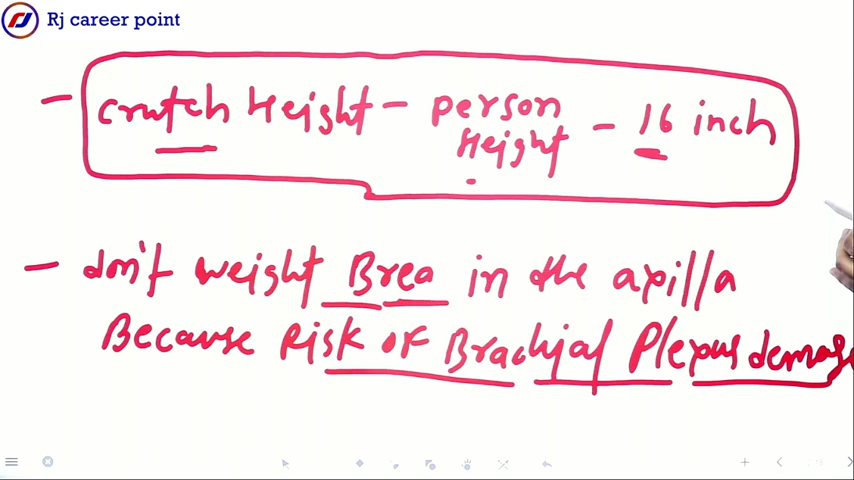 Rj career point
- crutch Height - person Height - 16 inch
- don't weight Brea in the axilla
Because Risk of Brachial Plexus demage